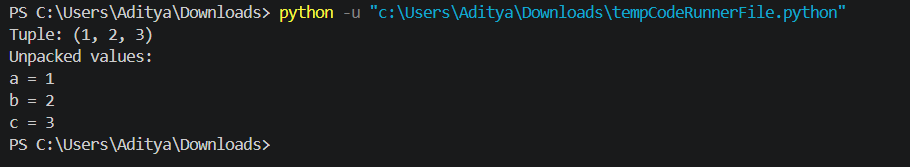 PS C:\Users\Aditya\Downloads> python -u "c:\Users\Aditya\Downloads\tempCodeRunnerFile.python"
Tuple: (1, 2, 3)
Unpacked values:
a = 1
b = 2
c = 3
PS C:\Users\Aditya\Downloads>